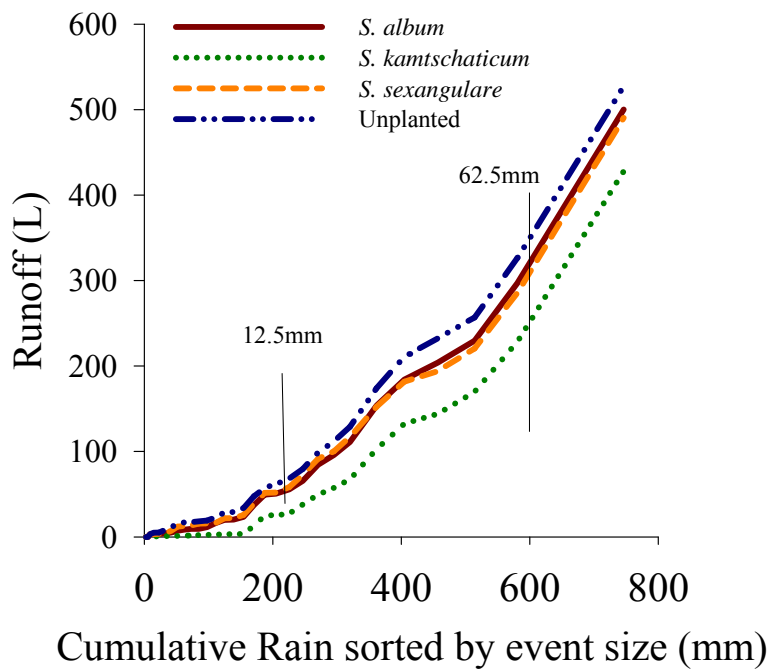 600
500
400
300
200
100
0
Runoff (L)
S. album
S. kamtschaticum
S. sexangulare
Unplanted
62.5mm
12.5mm
0 200 400 600 800
Cumulative Rain sorted by event size (mm)